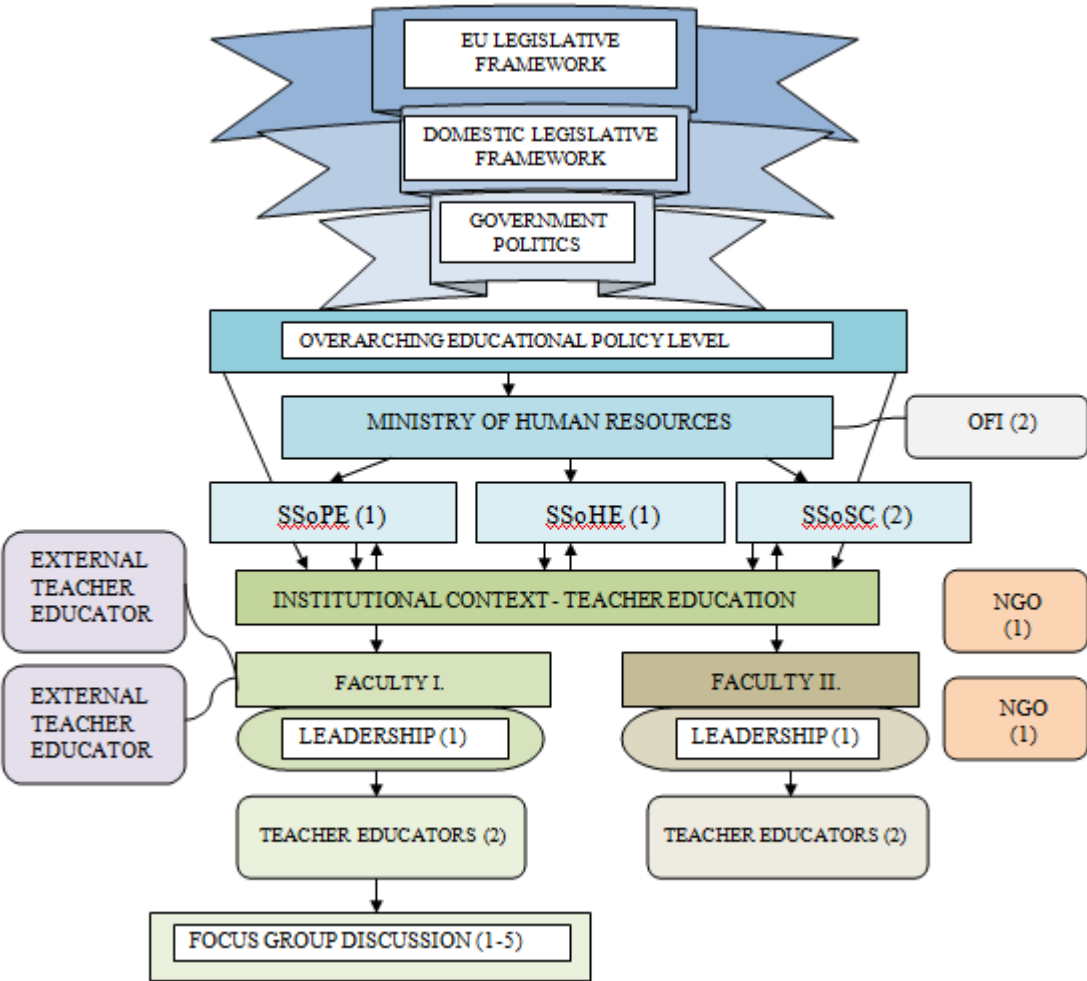 EU LEGISLATIVE
FRAMEWORK
DOMESTIC LEGISLATIVE
FRAMEWORK
GOVERNMENT
POLITICS
OVERARCHING EDUCATIONAL POLICY LEVEL
MINISTRY OF HUMAN RESOURCES
OFI (2)
SSoPE (1)
SSoHE (1)
SSoSC (2)
EXTERNAL
TEACHER
EDUCATOR
INSTITUTIONAL CONTEXT - TEACHER EDUCATION
NGO
(1)
FACULTY I.
FACULTY II.
EXTERNAL
TEACHER
EDUCATOR
LEADERSHIP (1)
LEADERSHIP (1)
NGO
(1)
TEACHER EDUCATORS (2)
TEACHER EDUCATORS (2)
FOCUS GROUP DISCUSSION (1-5)